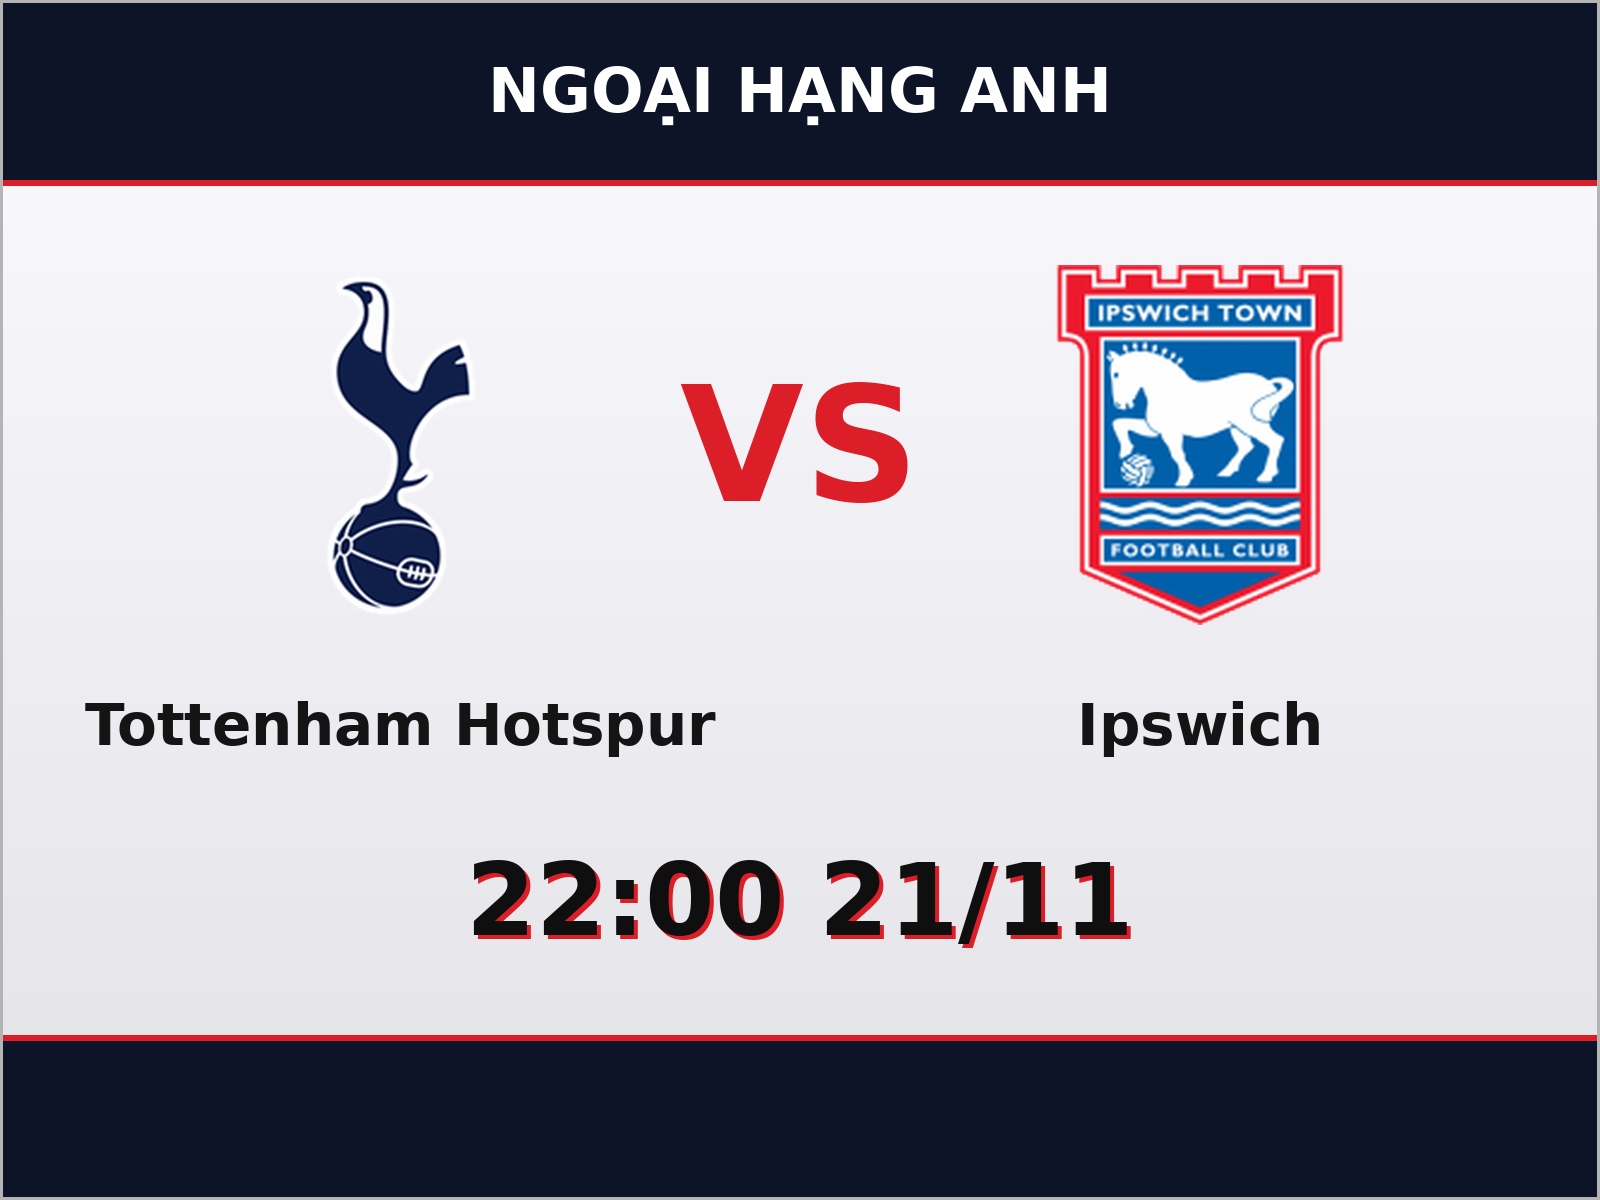 NGOẠI HẠNG ANH
IPSWICH TOWN
VS
FOOTBALL CLUB
Tottenham Hotspur
Ipswich
22:00 21/11